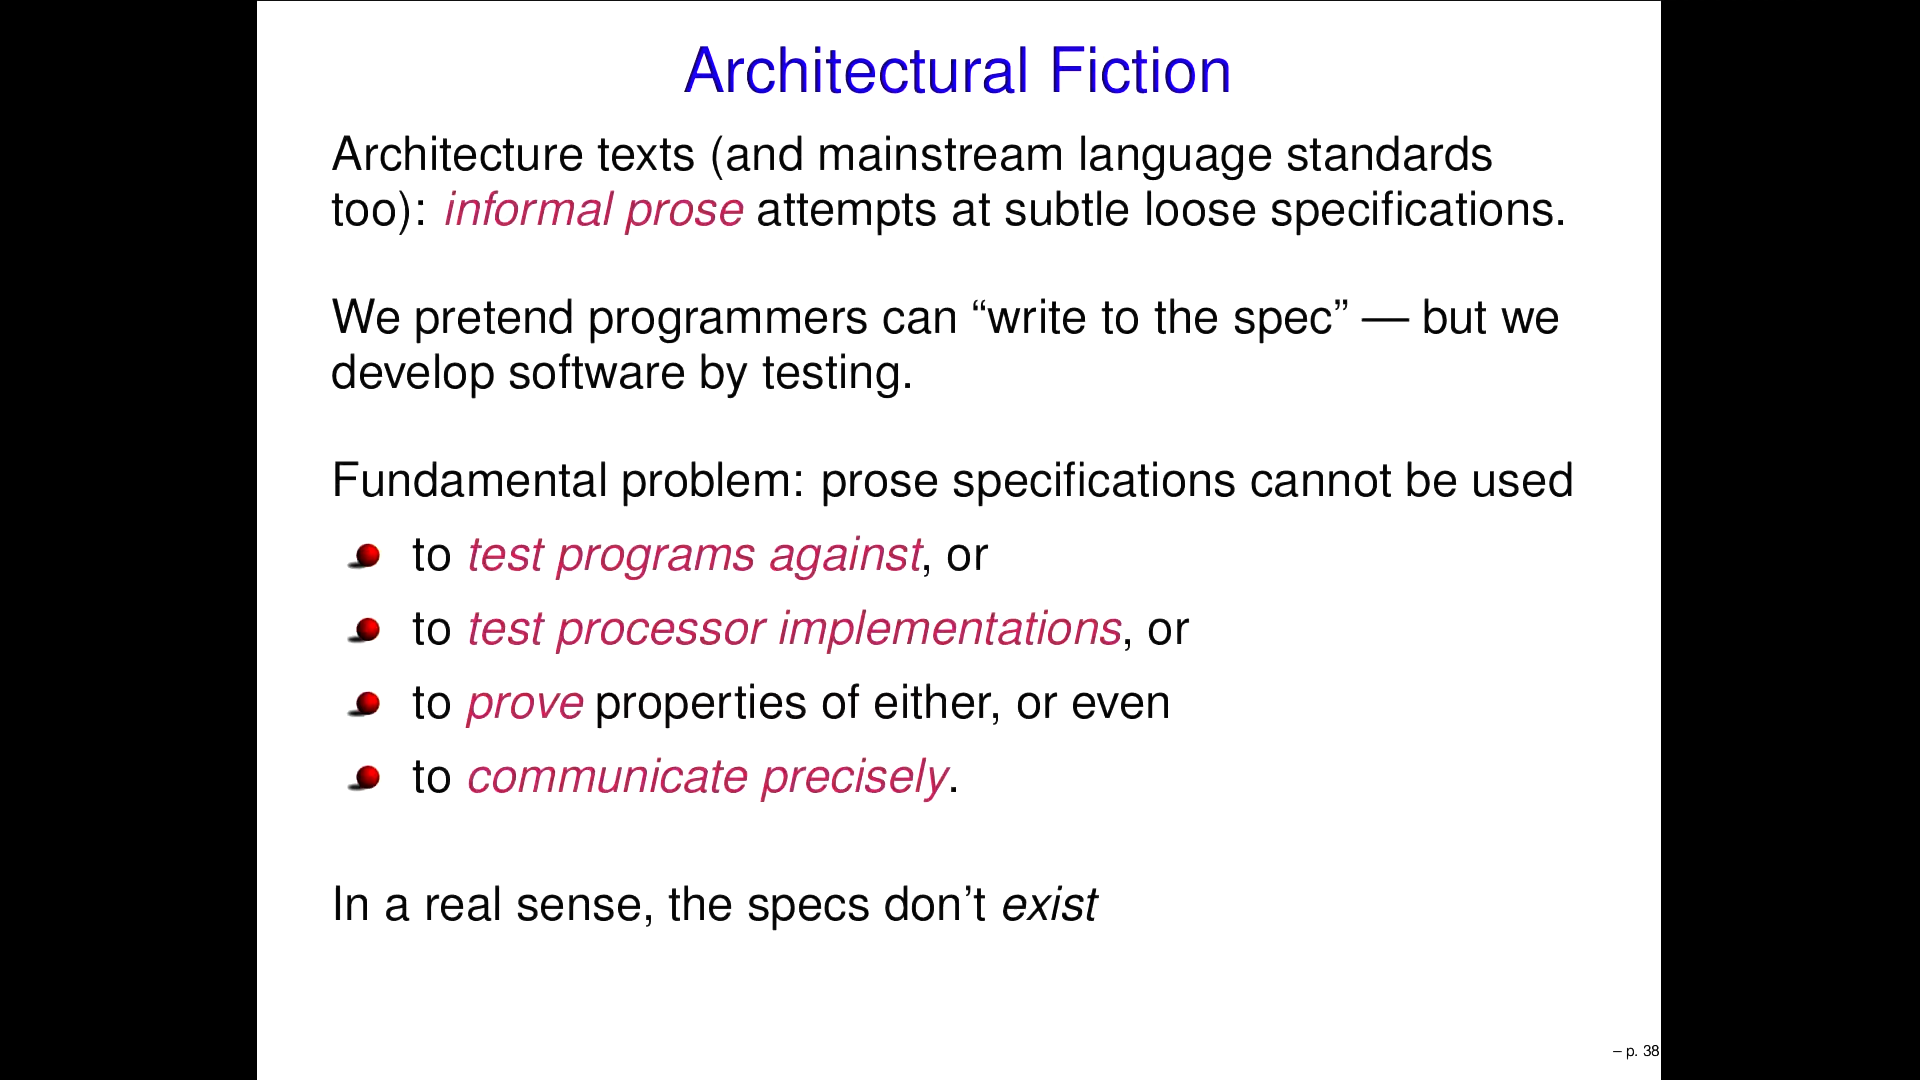 Architectural Fiction
Architecture texts (and mainstream language standards
too): informal prose attempts at subtle loose specifications.
We pretend programmers can “write to the spec” — but we
develop software by testing.
Fundamental problem: prose specifications cannot be used
to test programs against, or
to test processor implementations, or
to prove properties of either, or even
to communicate precisely.
In a real sense, the specs don’t exist
– p. 38